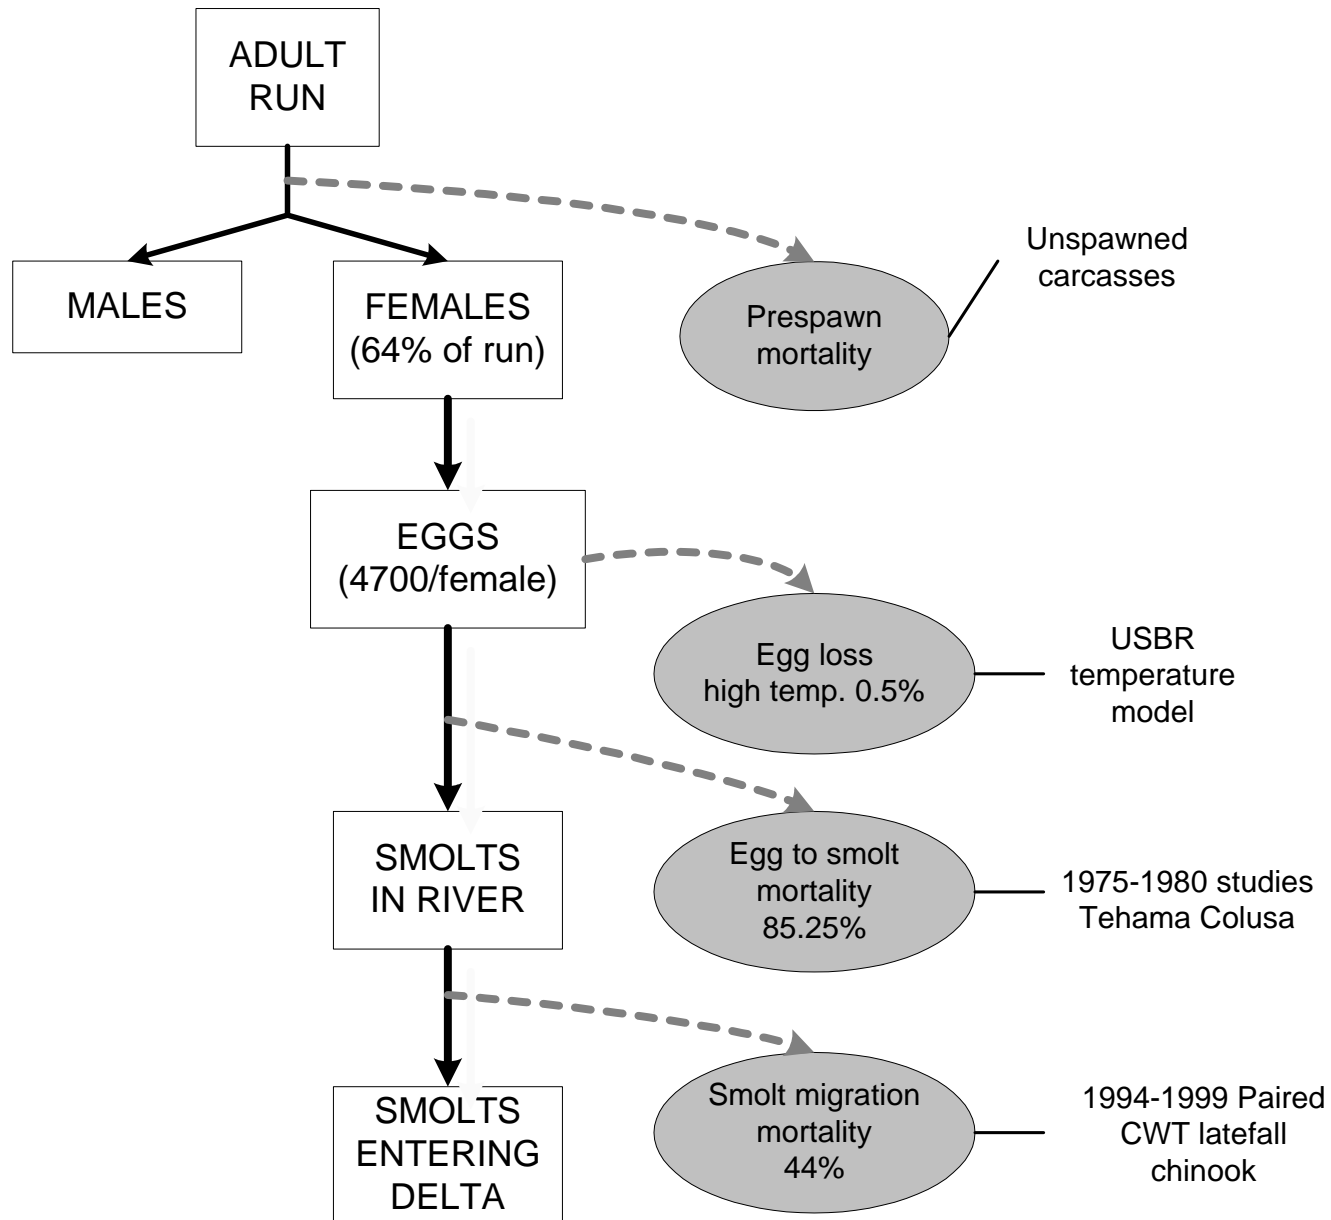 ADULT
RUN
MALES
FEMALES
(64% of run)
Prespawn
mortality
Unspawned
carcasses
EGGS
(4700/female)
Egg loss
high temp. 0.5%
USBR
temperature
model
SMOLTS
IN RIVER
Egg to smolt
mortality
85.25%
1975-1980 studies
Tehama Colusa
SMOLTS
ENTERING
DELTA
Smolt migration
mortality
44%
1994-1999 Paired
CWT latefall
chinook